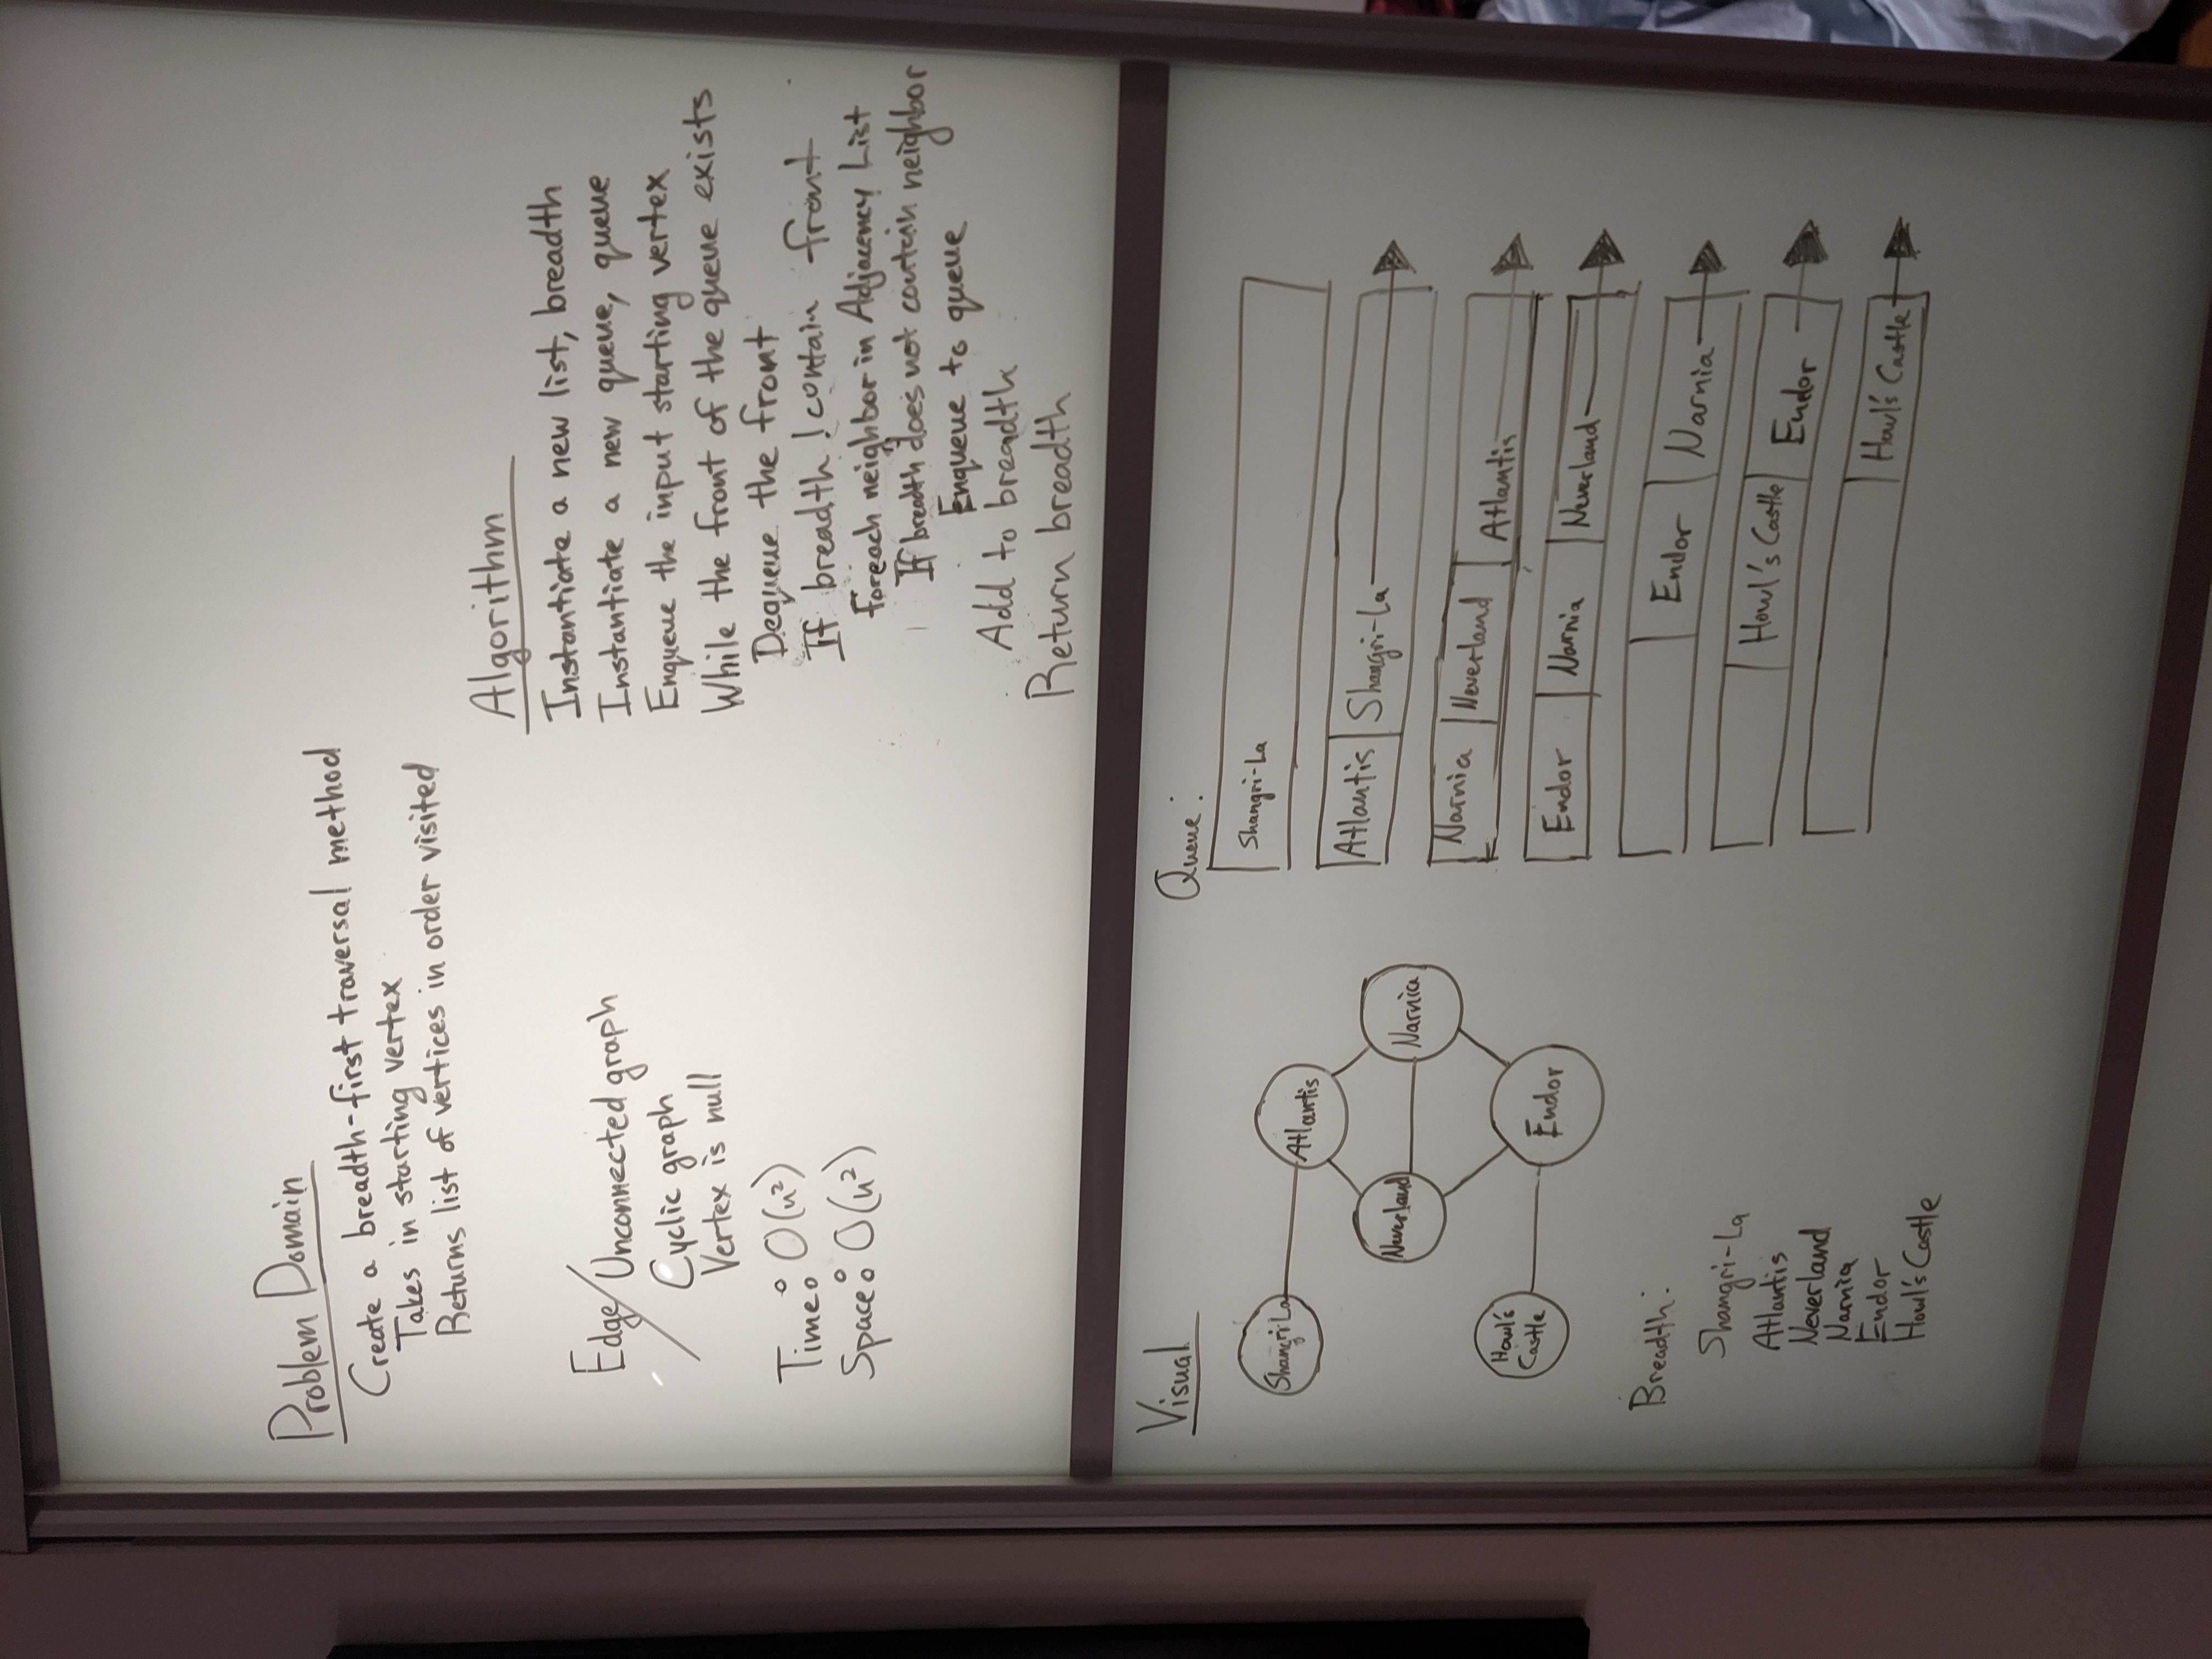 Problem Domain
Create a breadth-first traversal method
Takes in starting vertex
Returns list of vertices in order visited
Edge/ Unconnected graph
Cyclic graph
Vertex is null
Time: O(n²)
Space: O(n²)
Algorithm
Instantiate a new list, breadth
Instantiate a new queue, queue
Enqueue the input starting vertex
While the front of the queue exists
Dequeue the front
If breadth ! contain front
Foreach neighbor in Adjacency List
If breadth does not contain neighbor
Enqueue to queue
Add to breadth
Return breadth
Visual
Shangri-La
Atlantis
Neverland
Narnia
Howl's
Castle
Endor
Breadth:
Shangri-La
Atlantis
Neverland
Narnia
Endor
Howl's Castle
Queue:
Shangri-La
Atlantis Shangri-La
Narnia Neverland Atlantis
Endor Narnia Neverland
Endor Narnia
Howl's Castle Endor
Howl's Castle